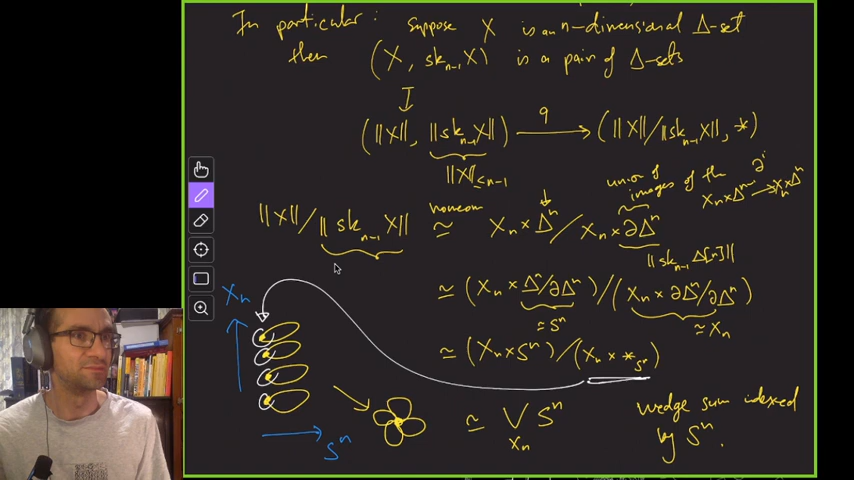 In particular: suppose X is an n-dimensional Δ-set
then (X, sk_{n-1} X) is a pair of Δ-sets
(‖X‖, ‖sk_{n-1}X‖) →^q (‖X‖/‖sk_{n-1}X‖, *)
‖X‖_{≤n-1}
union of images of the ∂^i
X_n × Δ^{n-1} → X_n × Δ^n
‖X‖/‖sk_{n-1} X‖ ≅ X_n × Δ^n / X_n × ∂Δ^n
‖sk_{n-1} Δ[n]‖
≅ (X_n × Δ^n/∂Δ^n) / (X_n × ∂Δ^n/∂Δ^n)
≅ S^n
≅ X_n
≅ (X_n × S^n) / (X_n × *_{S^n})
X_n
S^n
≅ ⋁_{X_n} S^n
wedge sum indexed
by S^n.